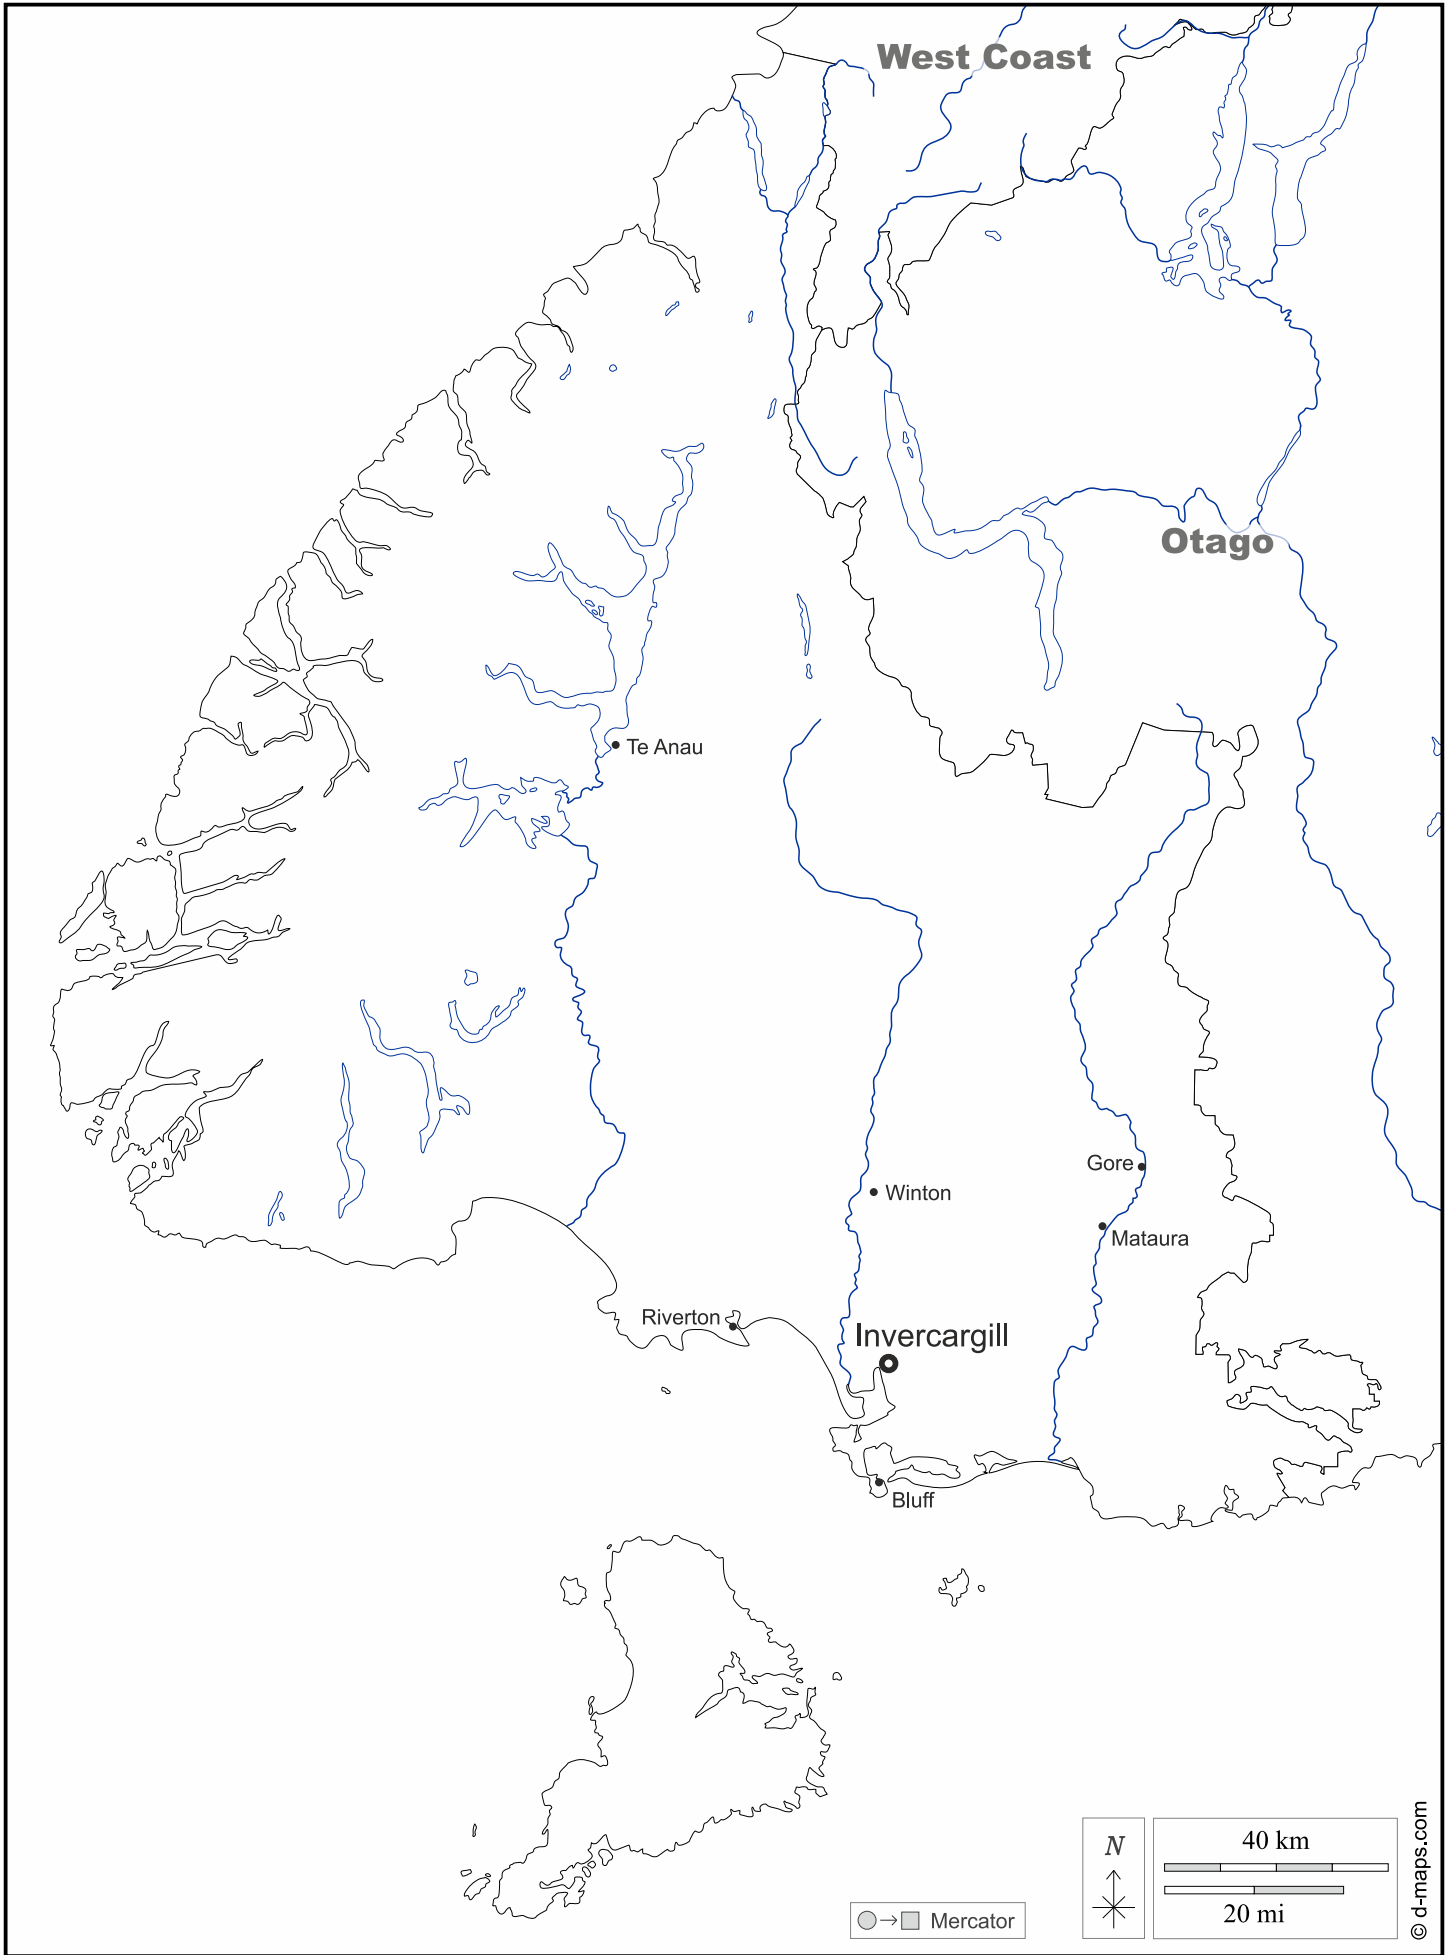 West Coast
Otago
Te Anau
Gore
Winton
Mataura
Riverton
Invercargill
Bluff
N
40 km
20 mi
Mercator
© d-maps.com